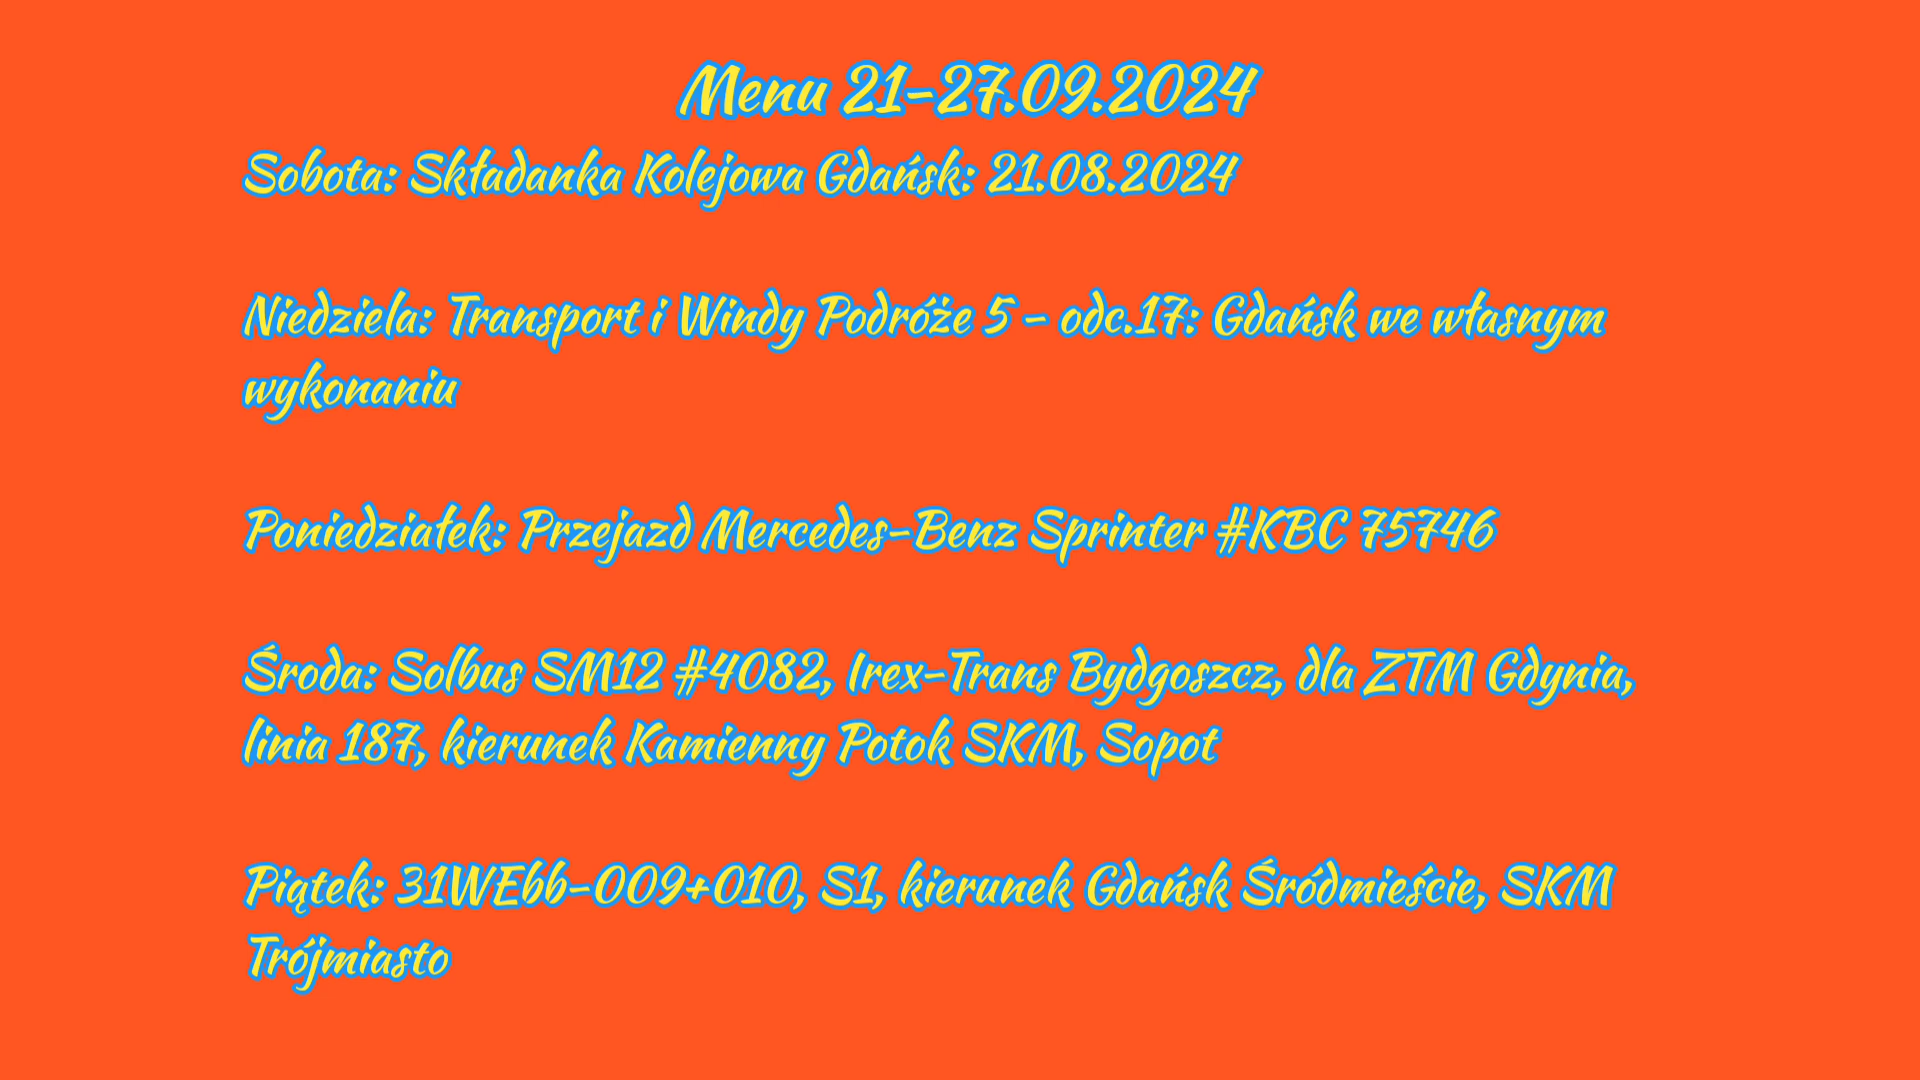 Menu 21-27.09.2024
Sobota: Składanka Kolejowa Gdańsk: 21.08.2024
Niedziela: Transport i Windy Podróże 5 - odc.17: Gdańsk we własnym
wykonaniu
Poniedziałek: Przejazd Mercedes-Benz Sprinter #KBC 75746
Środa: Solbus SM12 #4082, Irex-Trans Bydgoszcz, dla ZTM Gdynia,
linia 187, kierunek Kamienny Potok SKM, Sopot
Piątek: 31WEbb-009+010, S1, kierunek Gdańsk Śródmieście, SKM
Trójmiasto